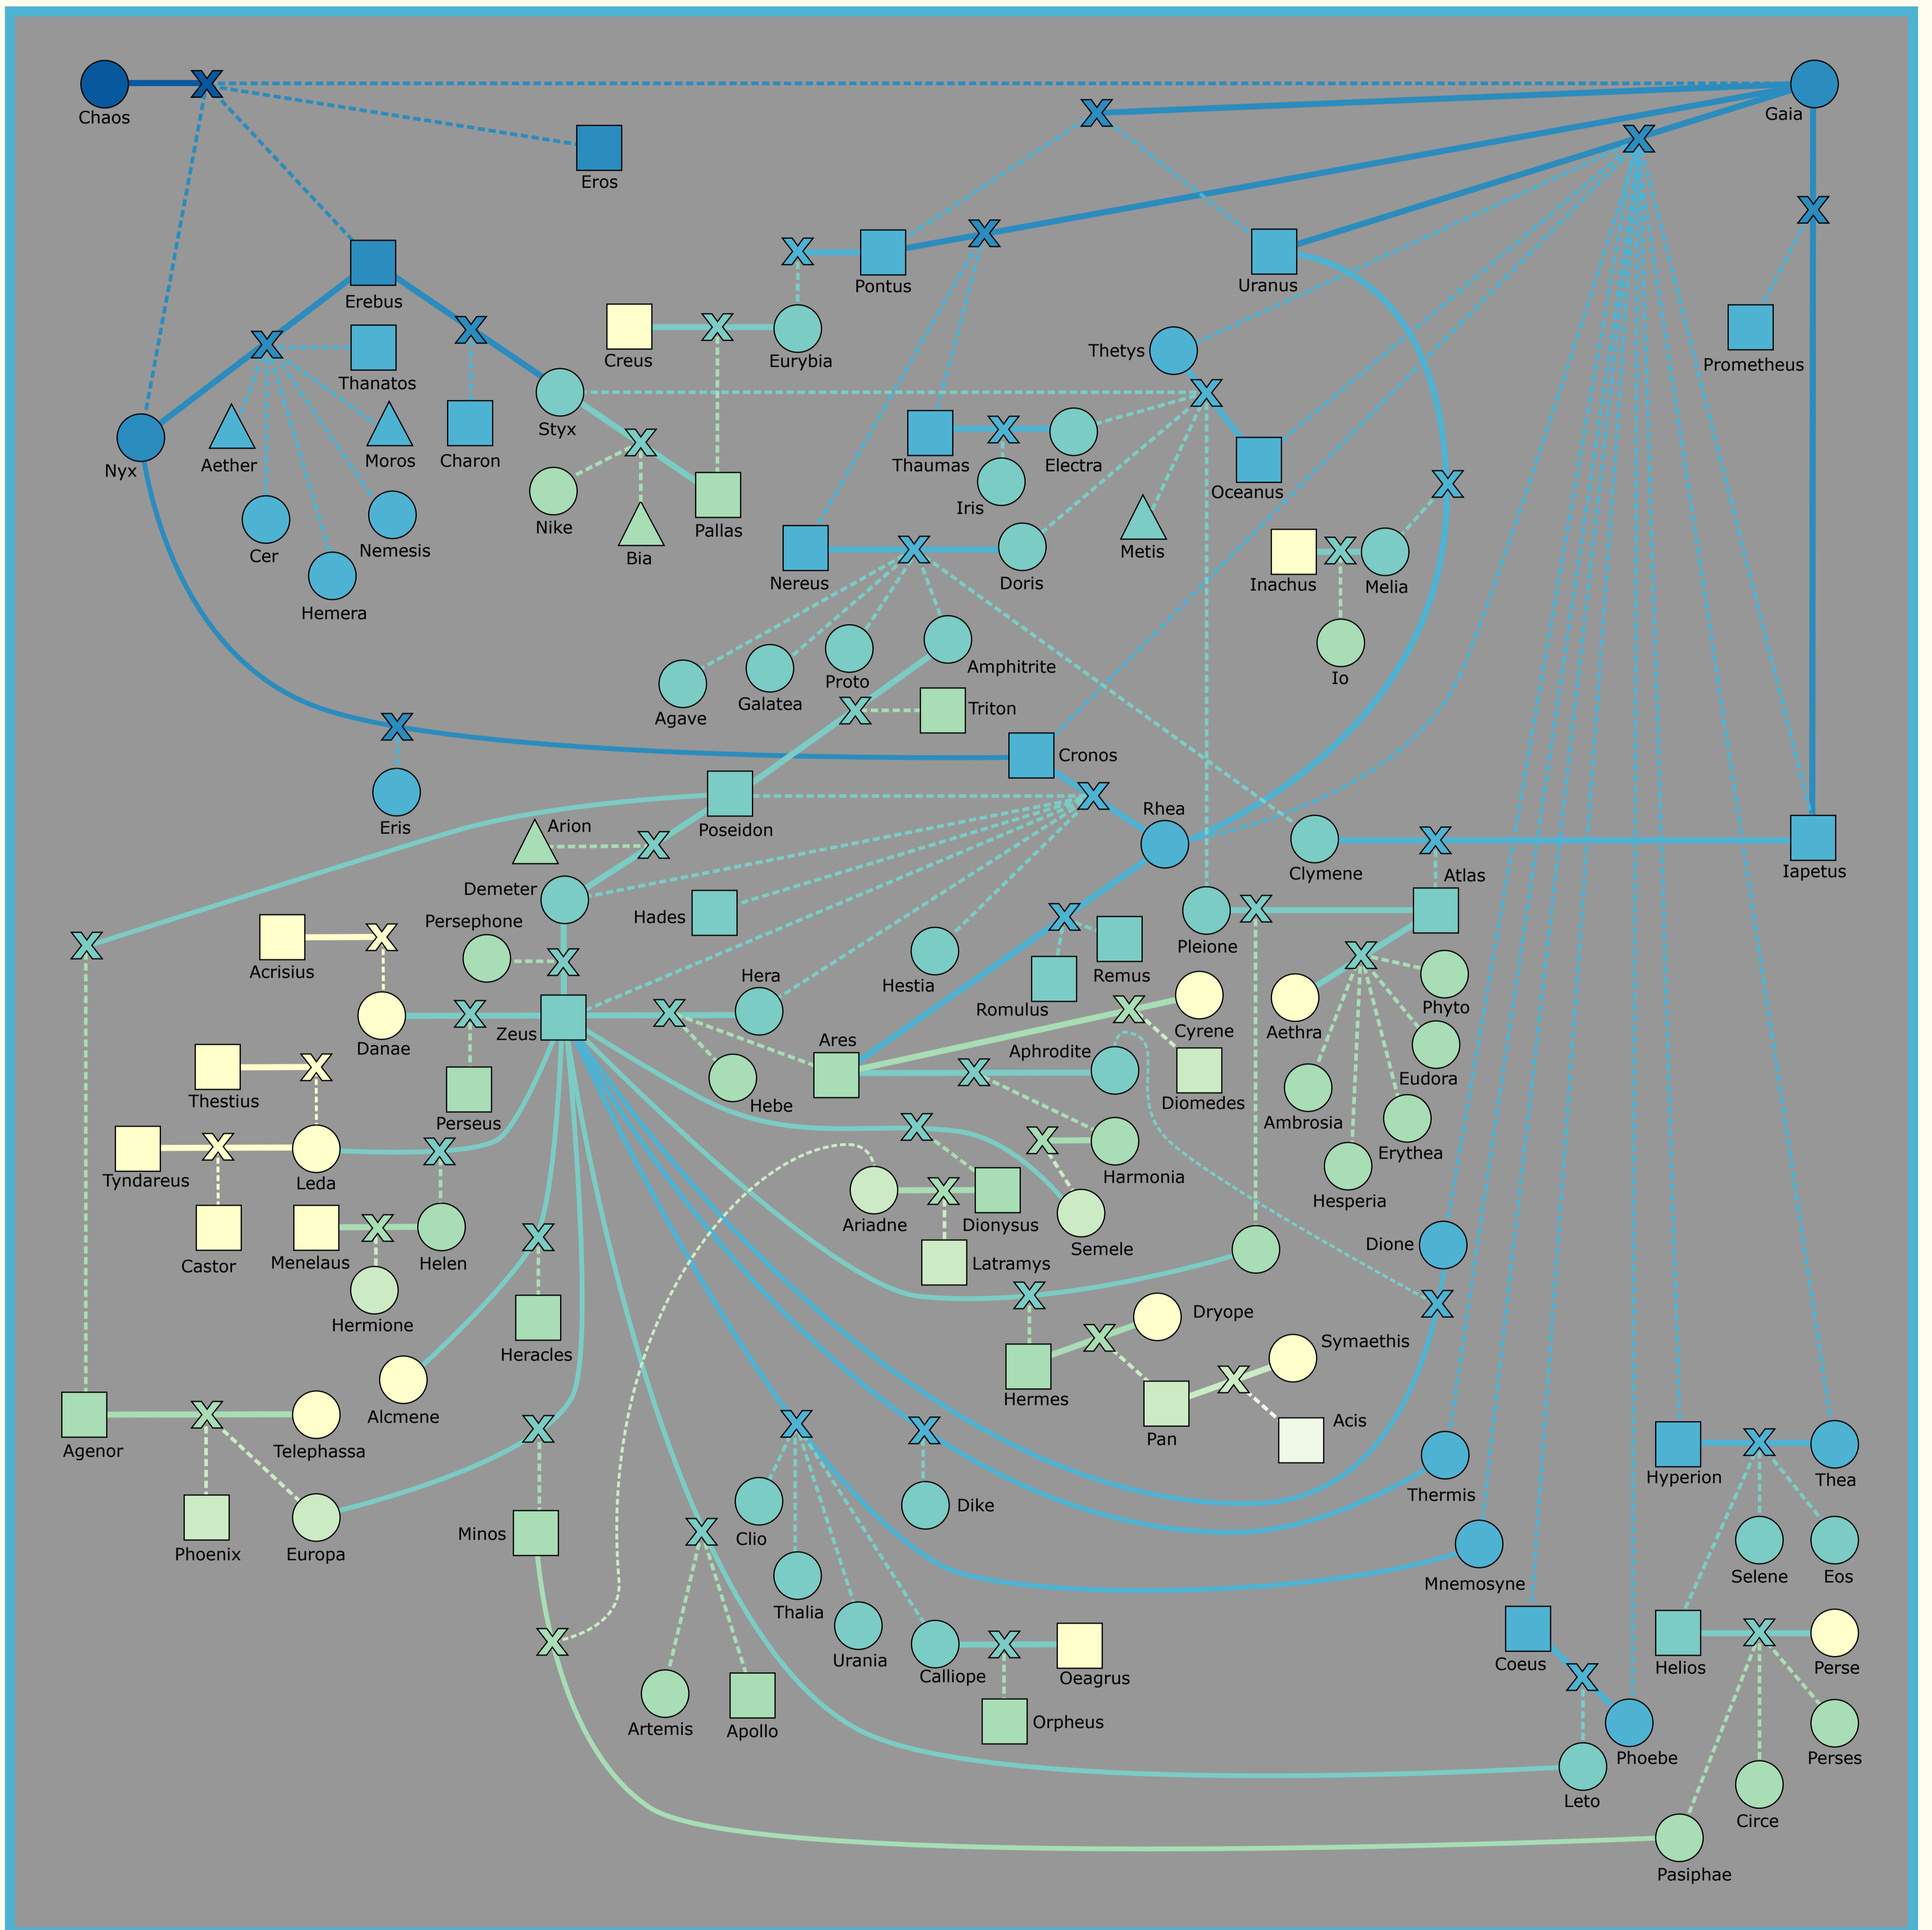 Chaos
Gaia
Eros
Erebus
Pontus
Uranus
Creus
Eurybia
Thetys
Prometheus
Thanatos
Nyx
Aether
Moros
Charon
Styx
Thaumas
Electra
Oceanus
Iris
Cer
Nemesis
Nike
Bia
Pallas
Metis
Hemera
Nereus
Doris
Inachus
Melia
Agave
Galatea
Proto
Amphitrite
Io
Triton
Cronos
Eris
Poseidon
Rhea
Arion
Clymene
Iapetus
Demeter
Atlas
Persephone
Hades
Acrisius
Hestia
Remus
Pleione
Hera
Romulus
Phyto
Danae
Zeus
Cyrene
Aethra
Ares
Aphrodite
Thestius
Perseus
Hebe
Diomedes
Eudora
Ambrosia
Tyndareus
Leda
Harmonia
Erythea
Hesperia
Ariadne
Dionysus
Semele
Dione
Castor
Menelaus
Helen
Latramys
Hermione
Dryope
Symaethis
Heracles
Hermes
Alcmene
Pan
Acis
Agenor
Telephassa
Hyperion
Thea
Thermis
Phoenix
Europa
Minos
Clio
Dike
Mnemosyne
Selene
Eos
Thalia
Urania
Calliope
Oeagrus
Coeus
Helios
Perse
Artemis
Apollo
Orpheus
Phoebe
Perses
Leto
Circe
Pasiphae